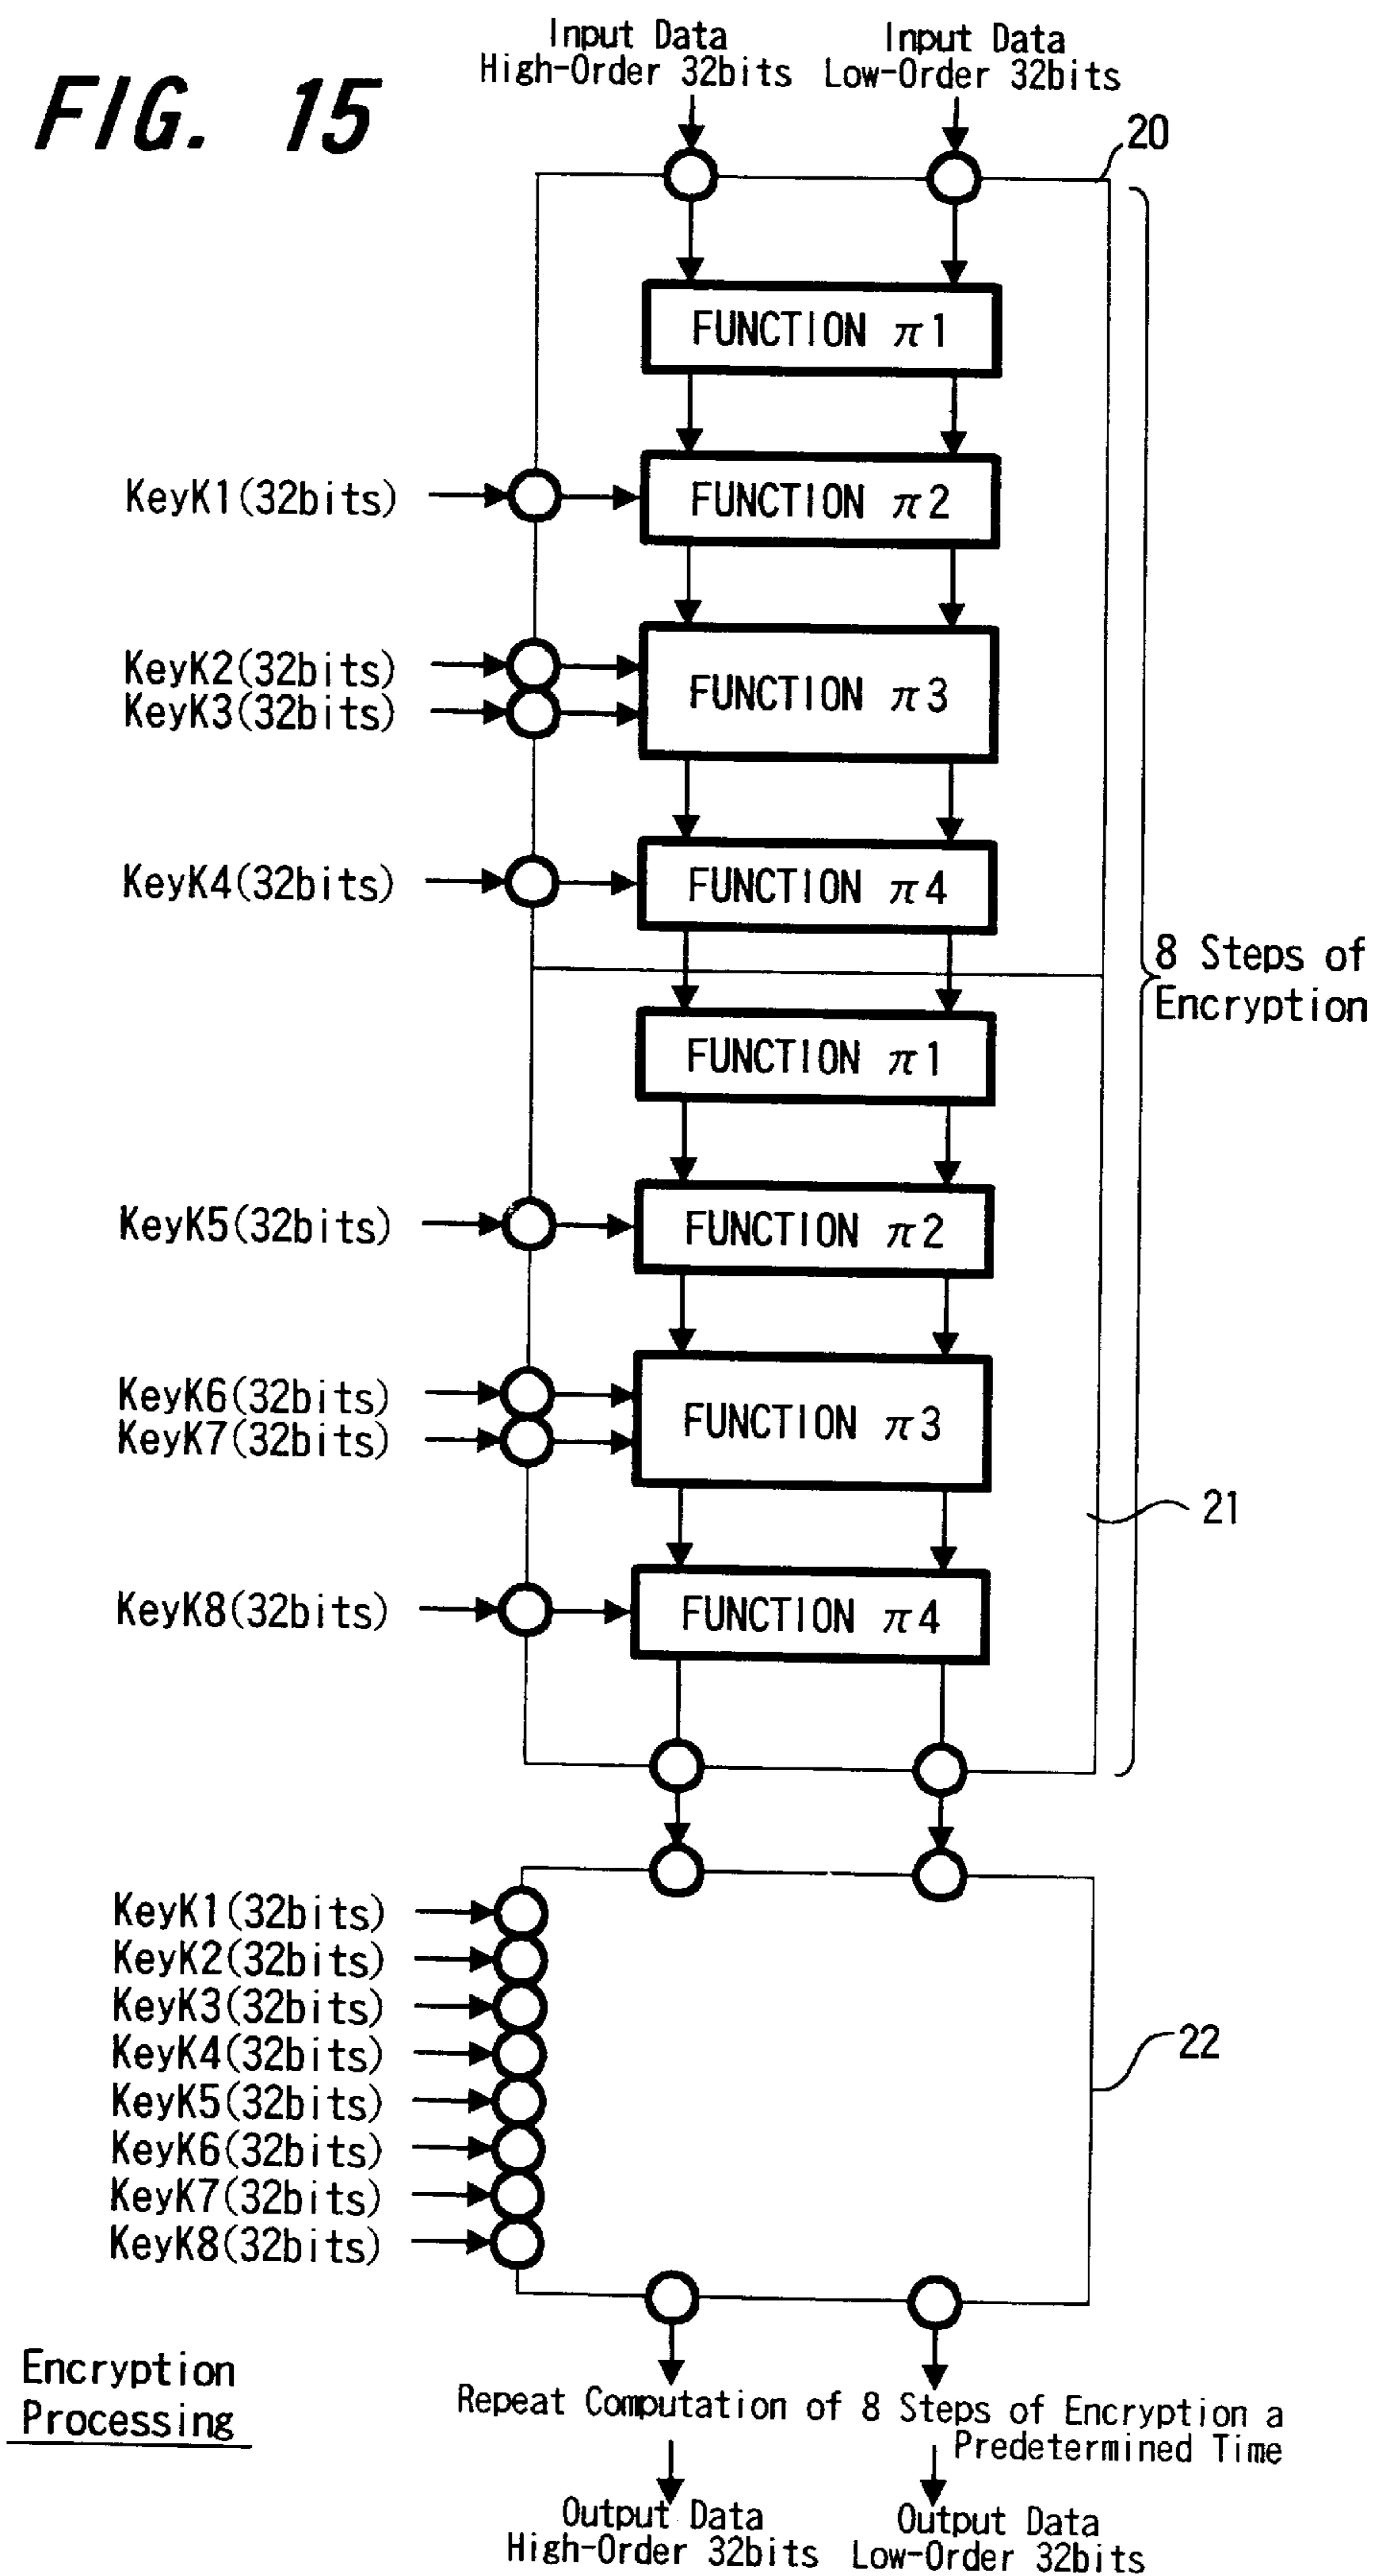 FIG. 15
Input Data
High-Order 32bits
Input Data
Low-Order 32bits
20
FUNCTION π1
KeyK1(32bits)
FUNCTION π2
KeyK2(32bits)
KeyK3(32bits)
FUNCTION π3
KeyK4(32bits)
FUNCTION π4
8 Steps of
Encryption
FUNCTION π1
KeyK5(32bits)
FUNCTION π2
KeyK6(32bits)
KeyK7(32bits)
FUNCTION π3
21
KeyK8(32bits)
FUNCTION π4
KeyK1(32bits)
KeyK2(32bits)
KeyK3(32bits)
KeyK4(32bits)
KeyK5(32bits)
KeyK6(32bits)
KeyK7(32bits)
KeyK8(32bits)
22
Encryption
Processing
Repeat Computation of 8 Steps of Encryption a
Predetermined Time
Output Data
High-Order 32bits
Output Data
Low-Order 32bits